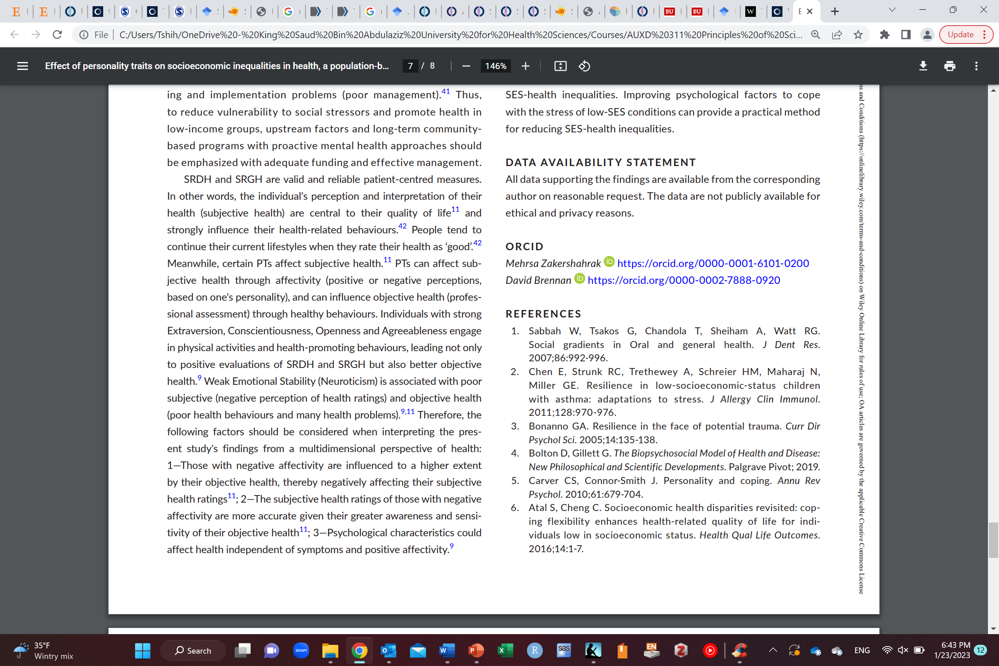 File
C:/Users/Tshih/OneDrive%20-%20King%20Saud%20Bin%20Abdulaziz%20University%20for%20Health%20Sciences/Courses/AUXD%20311%20Principles%20of%20Sci...
Update
Effect of personality traits on socioeconomic inequalities in health, a population-b...
7 / 8
146%
ing and implementation problems (poor management).41 Thus,
to reduce vulnerability to social stressors and promote health in
low-income groups, upstream factors and long-term community-
based programs with proactive mental health approaches should
be emphasized with adequate funding and effective management.
SRDH and SRGH are valid and reliable patient-centred measures.
In other words, the individual's perception and interpretation of their
health (subjective health) are central to their quality of life11 and
strongly influence their health-related behaviours.42 People tend to
continue their current lifestyles when they rate their health as ‘good’.42
Meanwhile, certain PTs affect subjective health.11 PTs can affect sub-
jective health through affectivity (positive or negative perceptions,
based on one's personality), and can influence objective health (profes-
sional assessment) through healthy behaviours. Individuals with strong
Extraversion, Conscientiousness, Openness and Agreeableness engage
in physical activities and health-promoting behaviours, leading not only
to positive evaluations of SRDH and SRGH but also better objective
health.9 Weak Emotional Stability (Neuroticism) is associated with poor
subjective (negative perception of health ratings) and objective health
(poor health behaviours and many health problems).9,11 Therefore, the
following factors should be considered when interpreting the pres-
ent study's findings from a multidimensional perspective of health:
1—Those with negative affectivity are influenced to a higher extent
by their objective health, thereby negatively affecting their subjective
health ratings11; 2—The subjective health ratings of those with negative
affectivity are more accurate given their greater awareness and sensi-
tivity of their objective health11; 3—Psychological characteristics could
affect health independent of symptoms and positive affectivity.9
SES-health inequalities. Improving psychological factors to cope
with the stress of low-SES conditions can provide a practical method
for reducing SES-health inequalities.
DATA AVAILABILITY STATEMENT
All data supporting the findings are available from the corresponding
author on reasonable request. The data are not publicly available for
ethical and privacy reasons.
ORCID
Mehrsa Zakershahrak iD https://orcid.org/0000-0001-6101-0200
David Brennan iD https://orcid.org/0000-0002-7888-0920
REFERENCES
1. Sabbah W, Tsakos G, Chandola T, Sheiham A, Watt RG.
Social gradients in Oral and general health. J Dent Res.
2007;86:992-996.
2. Chen E, Strunk RC, Trethewey A, Schreier HM, Maharaj N,
Miller GE. Resilience in low-socioeconomic-status children
with asthma: adaptations to stress. J Allergy Clin Immunol.
2011;128:970-976.
3. Bonanno GA. Resilience in the face of potential trauma. Curr Dir
Psychol Sci. 2005;14:135-138.
4. Bolton D, Gillett G. The Biopsychosocial Model of Health and Disease:
New Philosophical and Scientific Developments. Palgrave Pivot; 2019.
5. Carver CS, Connor-Smith J. Personality and coping. Annu Rev
Psychol. 2010;61:679-704.
6. Atal S, Cheng C. Socioeconomic health disparities revisited: cop-
ing flexibility enhances health-related quality of life for indi-
viduals low in socioeconomic status. Health Qual Life Outcomes.
2016;14:1-7.
and Conditions (https://onlinelibrary.wiley.com/terms-and-conditions) on Wiley Online Library for rules of use; OA articles are governed by the applicable Creative Commons License
35°F
Wintry mix
Search
zoom
sas
EN
ENG
6:43 PM
1/23/2023
12